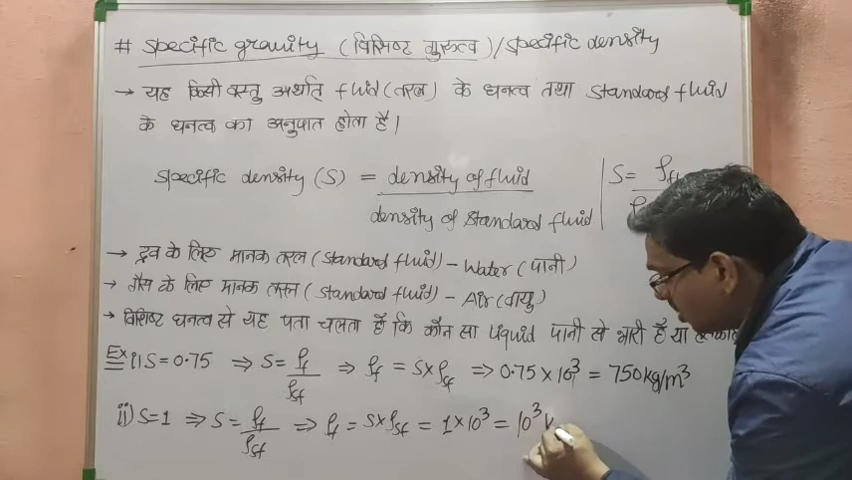 # Specific gravity (विसिष्ट गुरुत्व)/Specific density
→ यह किसी वस्तु अर्थात् fluid(तरल) के धनत्व तथा Standard fluid
के धनत्व का अनुपात होता है।
Specific density (S) = density of fluid / density of standard fluid | S =
→ द्रव के लिए मानक तरल (Standard fluid) - Water (पानी)
→ गैस के लिए मानक तरल (Standard fluid) - Air (वायु)
→ विशिष्ट धनत्व से यह पता चलता है कि कौन सा liquid पानी से भारी है या
Ex i) S = 0.75 ⇒ S = ρf / ρsf ⇒ ρf = S × ρsf ⇒ 0.75 × 10³ = 750 kg/m³
ii) S = 1 ⇒ S = ρf / ρsf ⇒ ρf = S × ρsf = 1 × 10³ = 10³ k